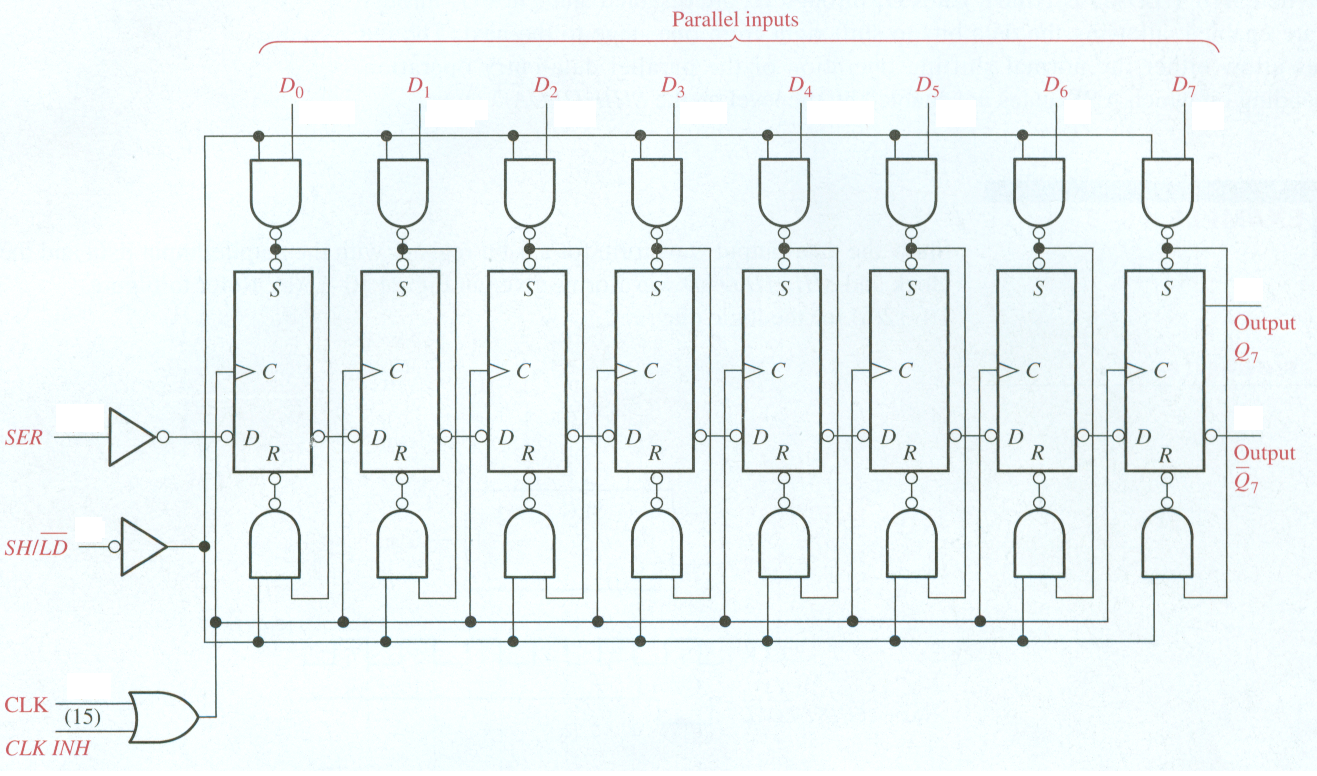 Parallel inputs
D₀ D₁ D₂ D₃ D₄ D₅ D₆ D₇
S S S S S S S S
Output
Q₇
C C C C C C C C
SER
D D D D D D D D
R R R R R R R R
Output
Q̅₇
SH/L̅D̅
CLK
(15)
CLK INH